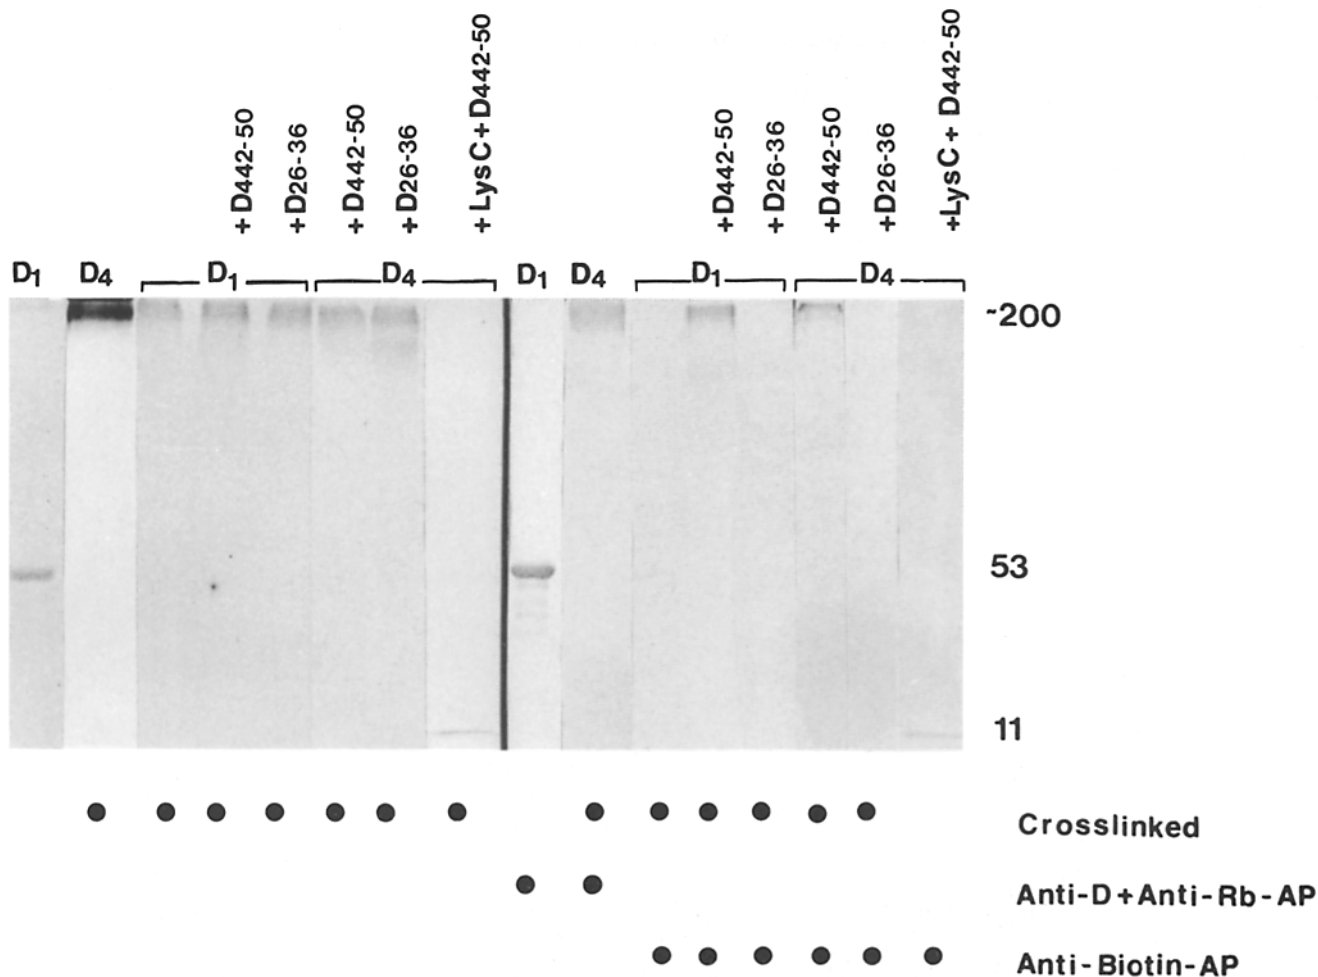 +D442-50
+D26-36
+D442-50
+D26-36
+LysC+D442-50
+D442-50
+D26-36
+D442-50
+D26-36
+LysC+D442-50
D1 D4 D1 D4 D1 D4 D1 D4
~200
53
11
Crosslinked
Anti-D+Anti-Rb-AP
Anti-Biotin-AP